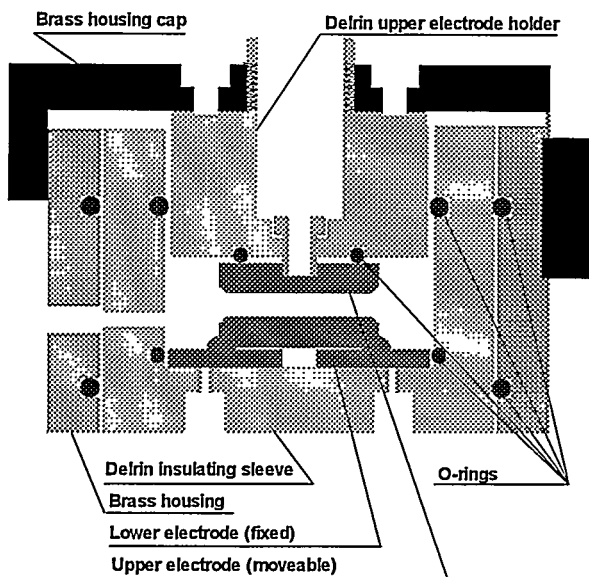 Brass housing cap
Delrin upper electrode holder
Delrin insulating sleeve
O-rings
Brass housing
Lower electrode (fixed)
Upper electrode (moveable)